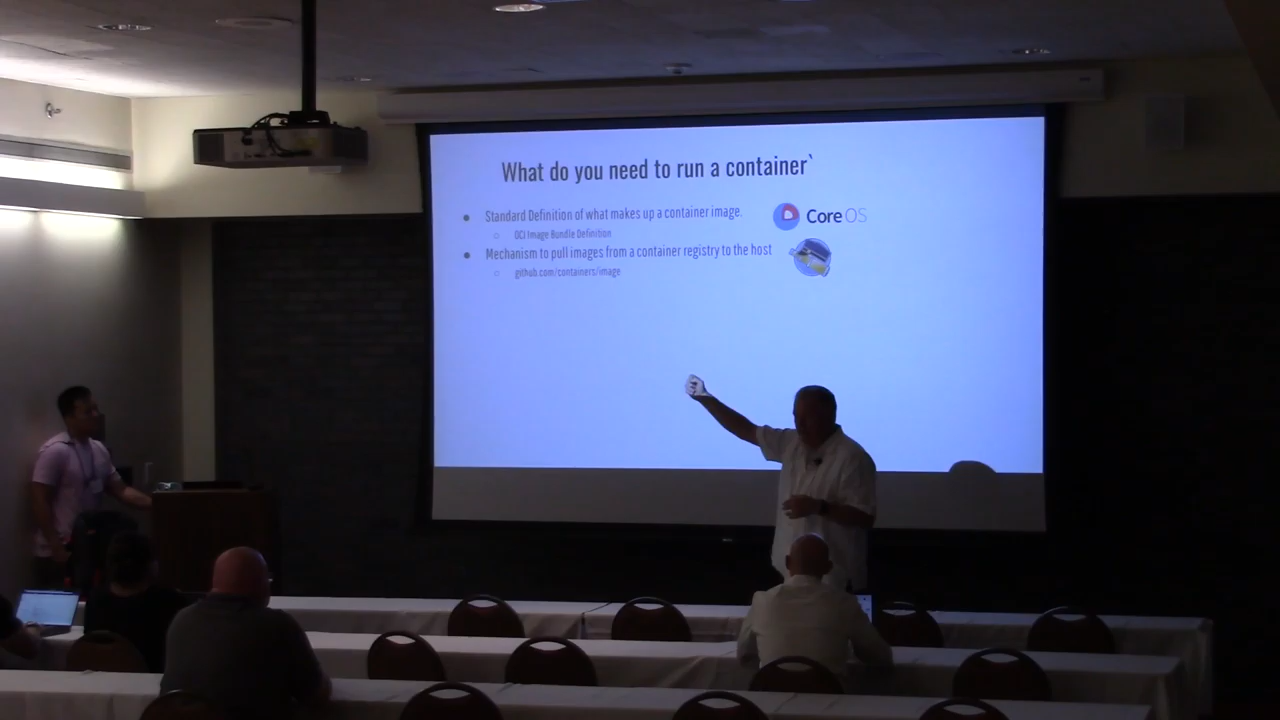 What do you need to run a container`
Standard Definition of what makes up a container image.
OCI Image Bundle Definition
Mechanism to pull images from a container registry to the host
github.com/containers/image
Core OS